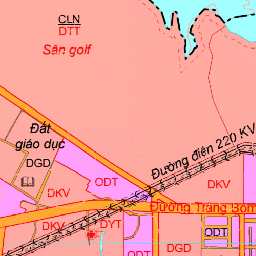 CLN
DTT
Sân golf
Đất
giáo dục
DGD
Đường điện 220 KV
ODT
DKV
DKV
Đường Trảng Bom
DKV
DYT
ODT
ODT
DGD